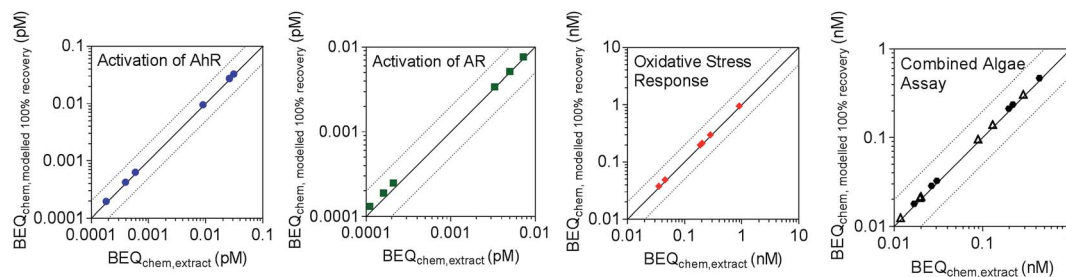 BEQchem,modelled 100% recovery (pM)
0.1
0.01
0.001
0.0001
Activation of AhR
0.0001 0.001 0.01 0.1
BEQchem,extract (pM)
BEQchem, modelled 100% recovery (pM)
0.01
0.001
0.0001
Activation of AR
0.0001 0.001 0.01
BEQchem,extract (pM)
BEQchem, modelled 100% recovery (nM)
10
1
0.1
0.01
Oxidative Stress
Response
0.01 0.1 1 10
BEQchem,extract (nM)
BEQchem, modelled 100% recovery (nM)
1
0.1
0.01
Combined Algae
Assay
0.01 0.1 1
BEQchem,extract (nM)